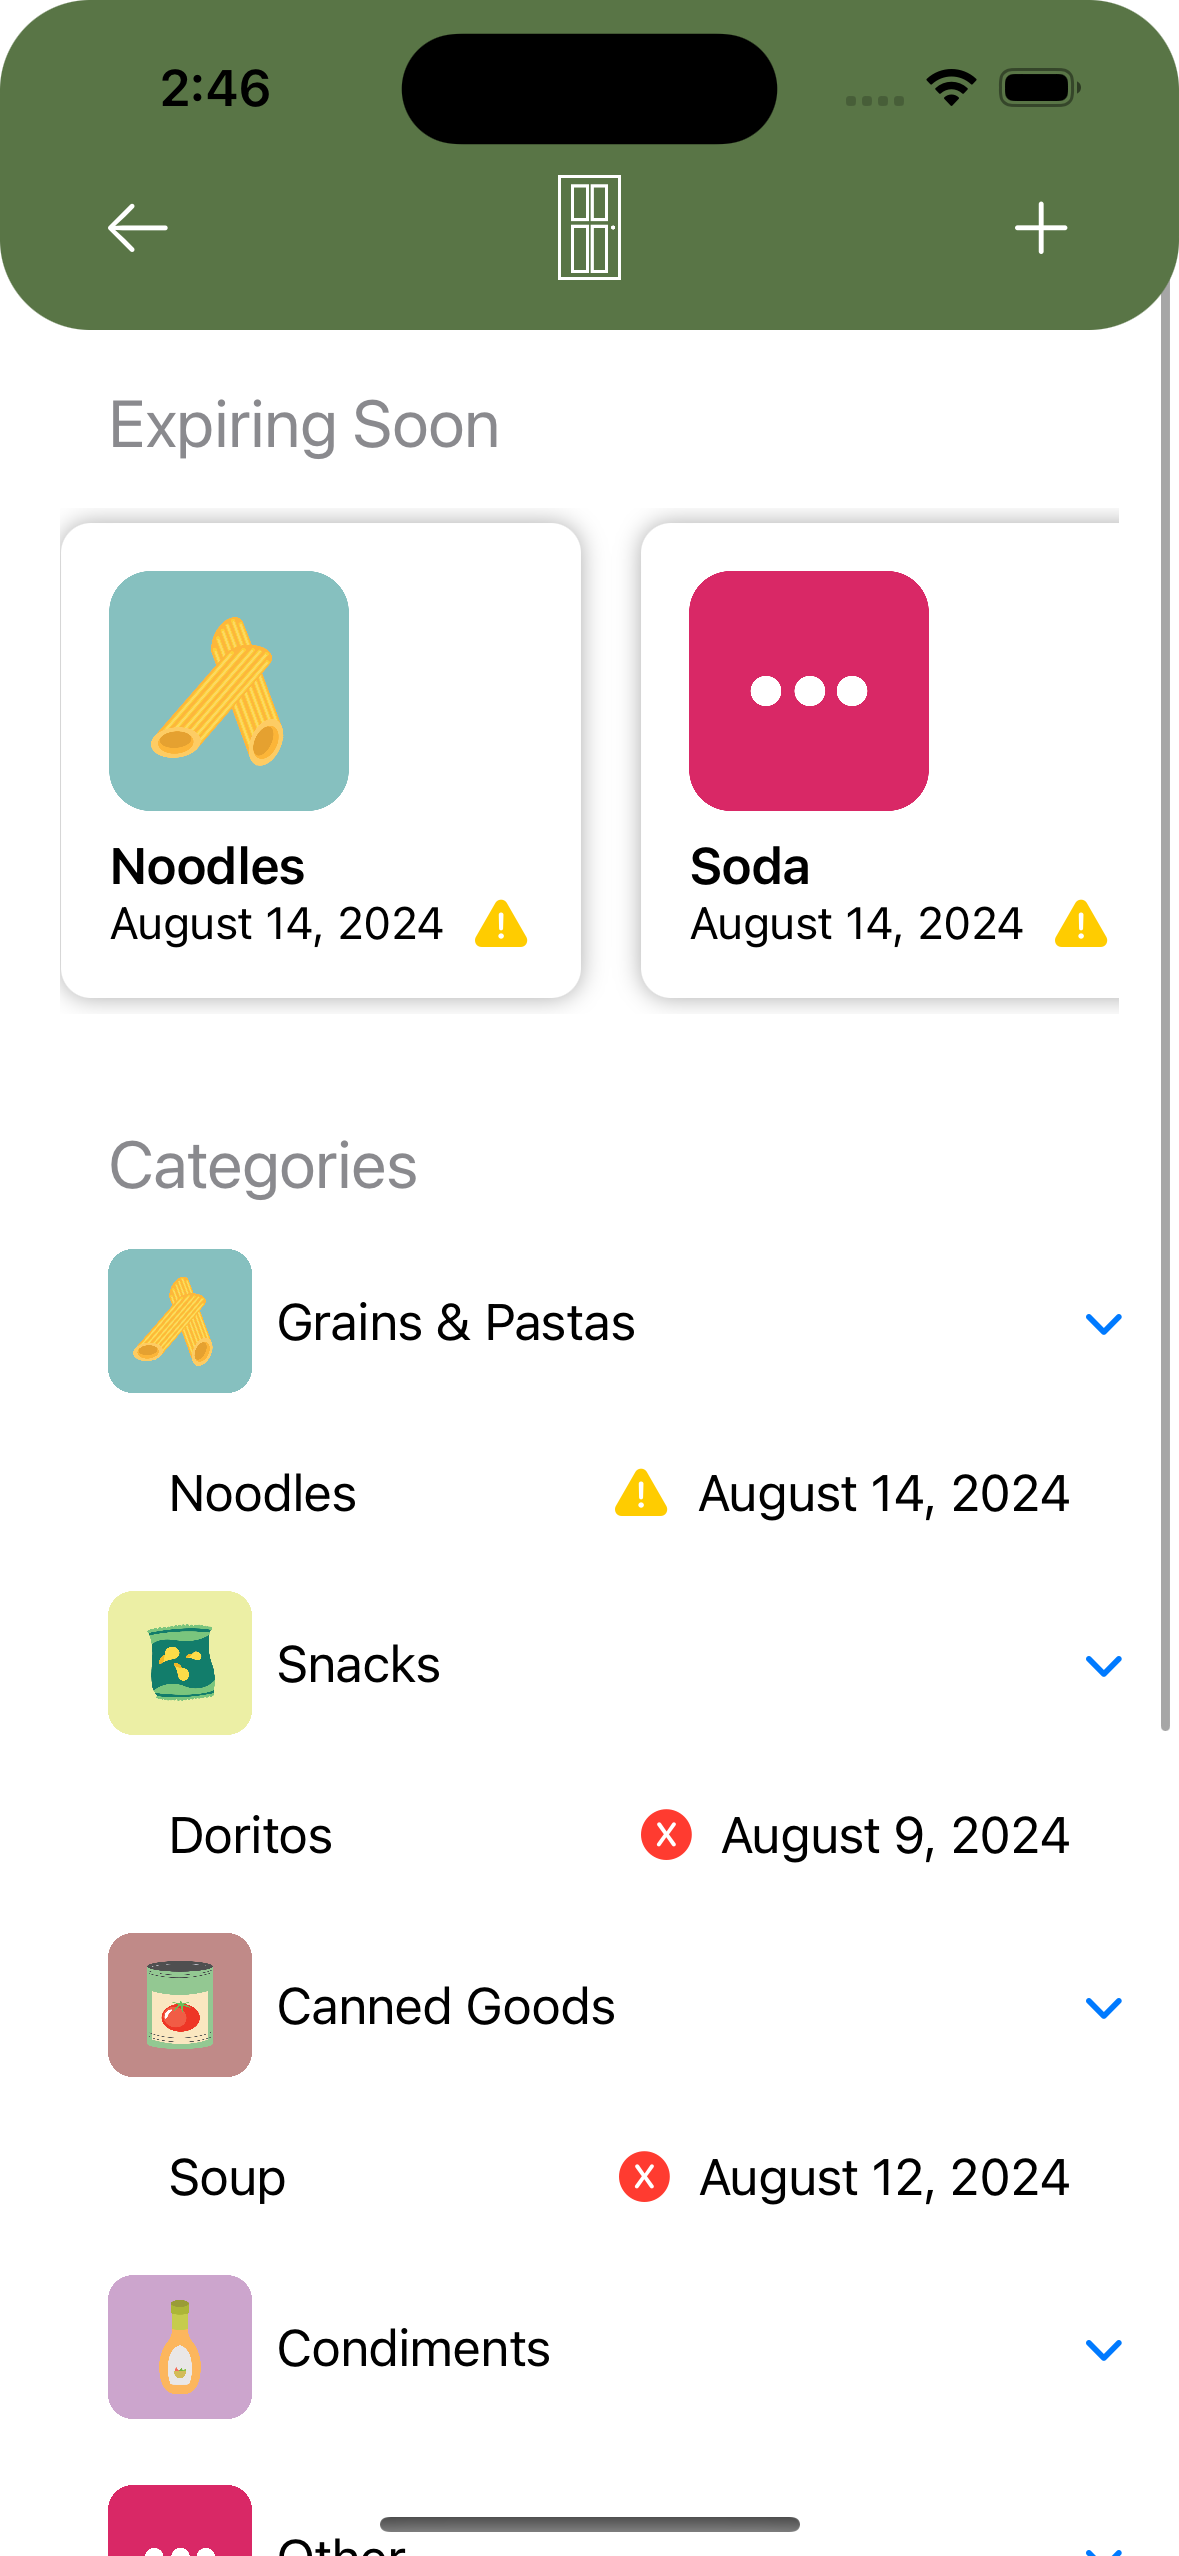 2:46
Expiring Soon
Noodles
August 14, 2024
Soda
August 14, 2024
Categories
Grains & Pastas
Noodles August 14, 2024
Snacks
Doritos August 9, 2024
Canned Goods
Soup August 12, 2024
Condiments
Other